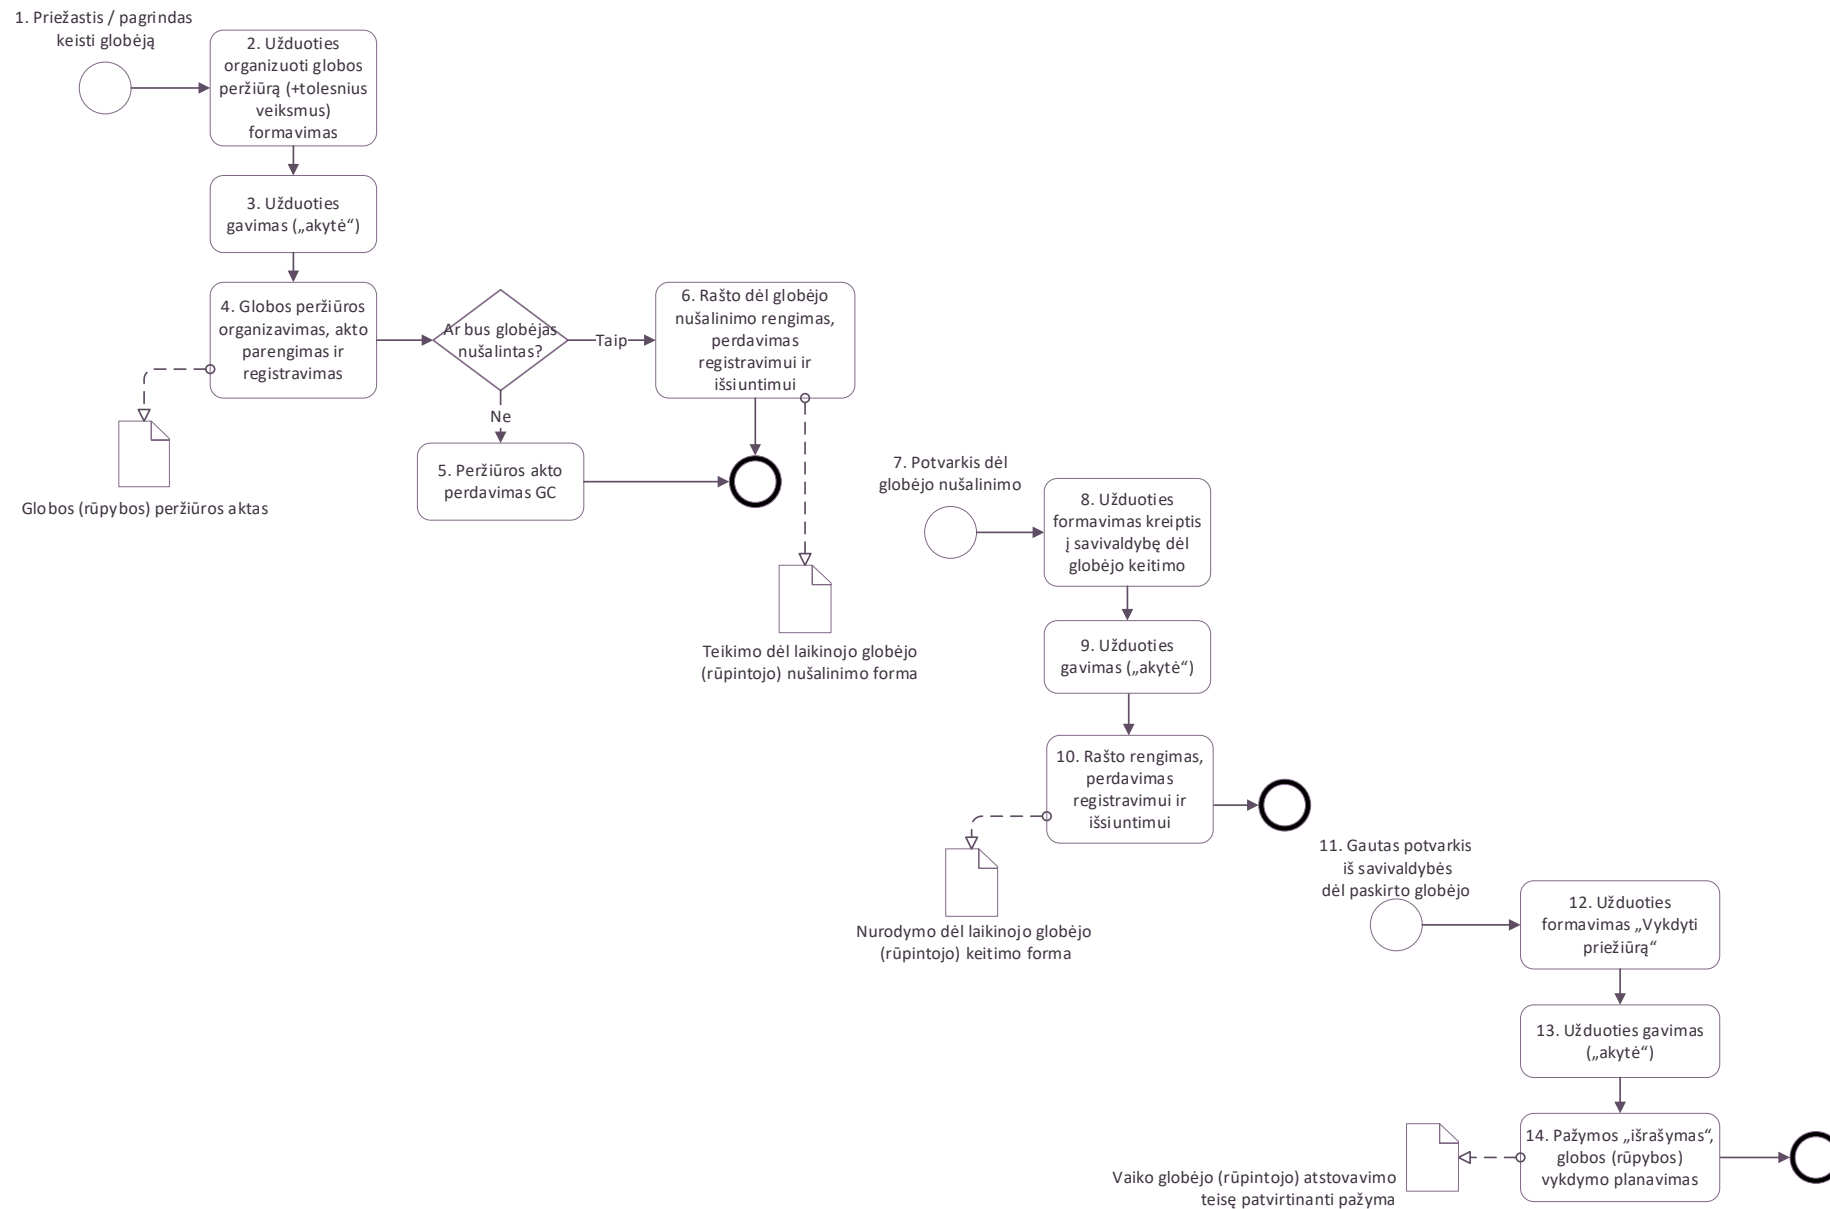 1. Priežastis / pagrindas
keisti globėją
2. Užduoties
organizuoti globos
peržiūrą (+tolesnius
veiksmus)
formavimas
3. Užduoties
gavimas („akytė“)
4. Globos peržiūros
organizavimas, akto
parengimas ir
registravimas
Ar bus globėjas
nušalintas?
Taip
6. Rašto dėl globėjo
nušalinimo rengimas,
perdavimas
registravimui ir
išsiuntimui
Ne
5. Peržiūros akto
perdavimas GC
Globos (rūpybos) peržiūros aktas
Teikimo dėl laikinojo globėjo
(rūpintojo) nušalinimo forma
7. Potvarkis dėl
globėjo nušalinimo
8. Užduoties
formavimas kreiptis
į savivaldybę dėl
globėjo keitimo
9. Užduoties
gavimas („akytė“)
10. Rašto rengimas,
perdavimas
registravimui ir
išsiuntimui
Nurodymo dėl laikinojo globėjo
(rūpintojo) keitimo forma
11. Gautas potvarkis
iš savivaldybės
dėl paskirto globėjo
12. Užduoties
formavimas „Vykdyti
priežiūrą“
13. Užduoties gavimas
(„akytė“)
14. Pažymos „išrašymas“,
globos (rūpybos)
vykdymo planavimas
Vaiko globėjo (rūpintojo) atstovavimo
teisę patvirtinanti pažyma